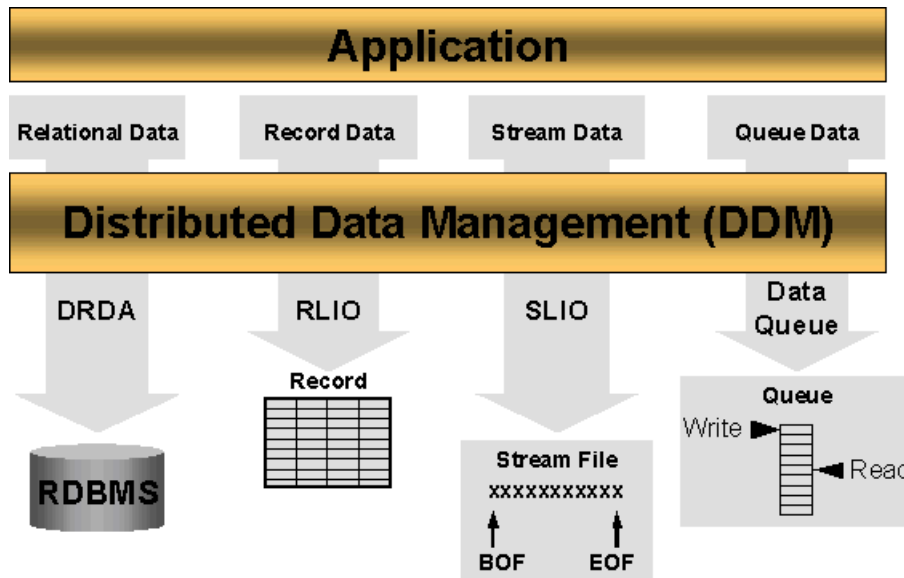 Application
Relational Data
Record Data
Stream Data
Queue Data
Distributed Data Management (DDM)
DRDA
RLIO
SLIO
Data
Queue
RDBMS
Record
Stream File
xxxxxxxxxxx
BOF
EOF
Queue
Write
Read